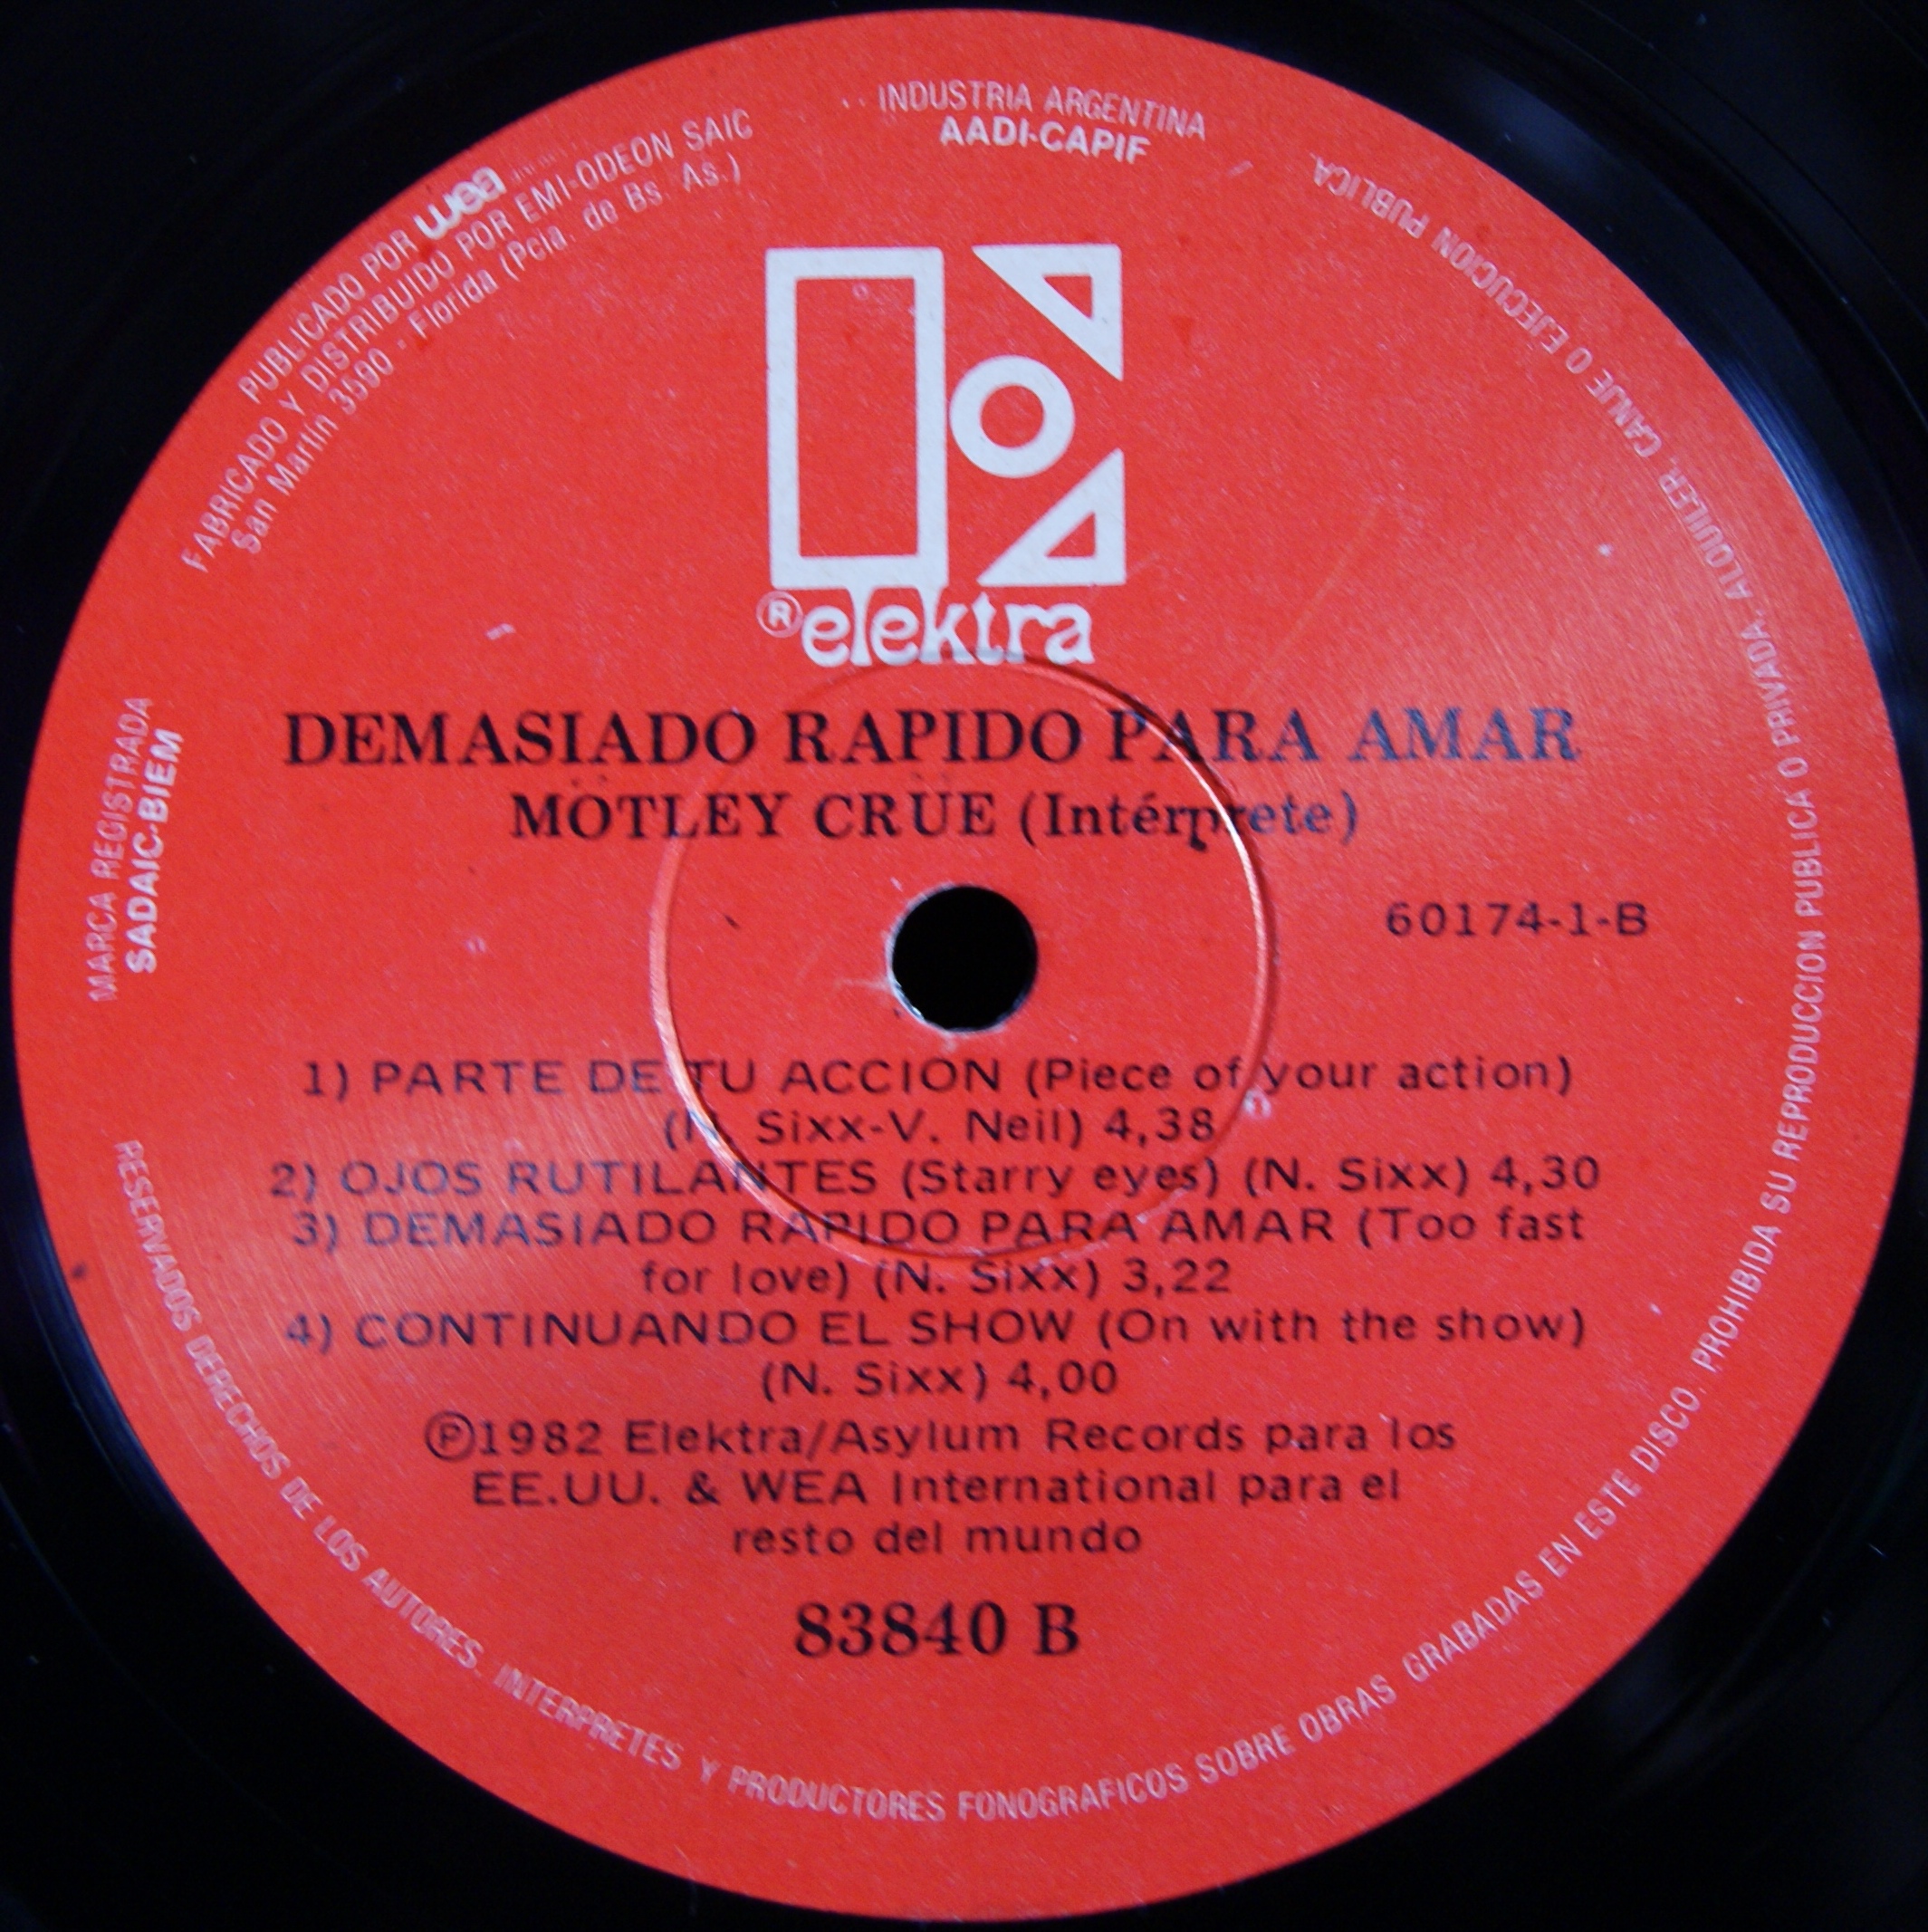 INDUSTRIA ARGENTINA
AADI-CAPIF
PUBLICADO POR wea
FABRICADO Y DISTRIBUIDO POR EMI-ODEON SAIC
San Martín 3590 - Florida (Pcia. de Bs. As.)
MARCA REGISTRADA
SADAIC-BIEM
®elektra
DEMASIADO RAPIDO PARA AMAR
MÖTLEY CRÜE (Intérprete)
60174-1-B
1) PARTE DE TU ACCION (Piece of your action)
(N. Sixx-V. Neil) 4,38
2) OJOS RUTILANTES (Starry eyes) (N. Sixx) 4,30
3) DEMASIADO RAPIDO PARA AMAR (Too fast
for love) (N. Sixx) 3,22
4) CONTINUANDO EL SHOW (On with the show)
(N. Sixx) 4,00
℗1982 Elektra/Asylum Records para los
EE.UU. & WEA International para el
resto del mundo
83840 B
RESERVADOS DERECHOS DE LOS AUTORES, INTERPRETES Y PRODUCTORES FONOGRAFICOS SOBRE OBRAS GRABADAS EN ESTE DISCO. PROHIBIDA SU REPRODUCCION PUBLICA O PRIVADA, ALQUILER, CANJE O EJECUCION PUBLICA.